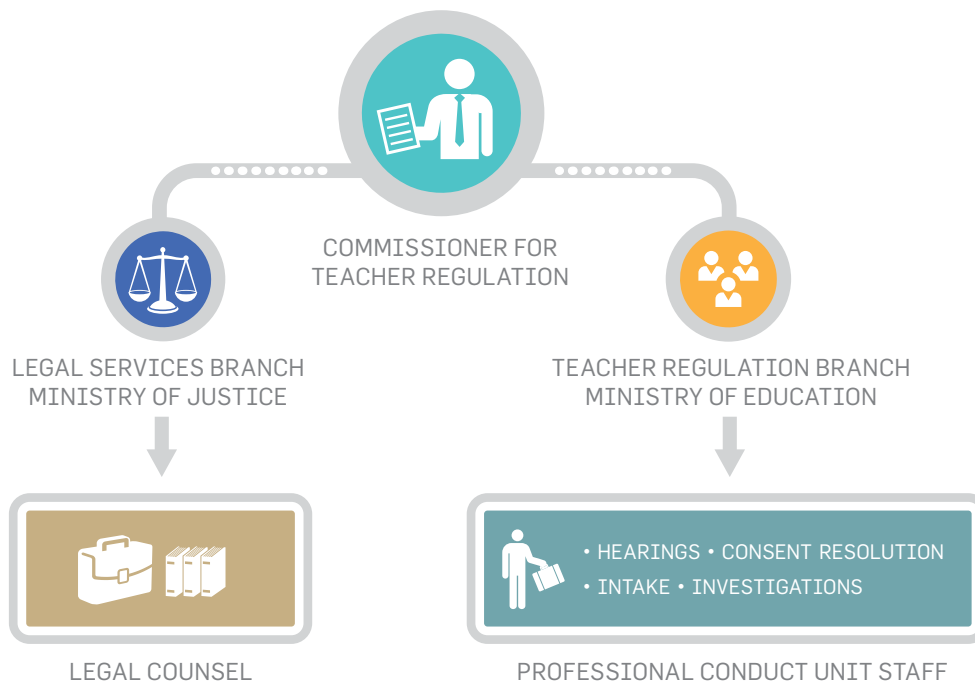 COMMISSIONER FOR
TEACHER REGULATION
LEGAL SERVICES BRANCH
MINISTRY OF JUSTICE
TEACHER REGULATION BRANCH
MINISTRY OF EDUCATION
• HEARINGS • CONSENT RESOLUTION
• INTAKE • INVESTIGATIONS
LEGAL COUNSEL
PROFESSIONAL CONDUCT UNIT STAFF